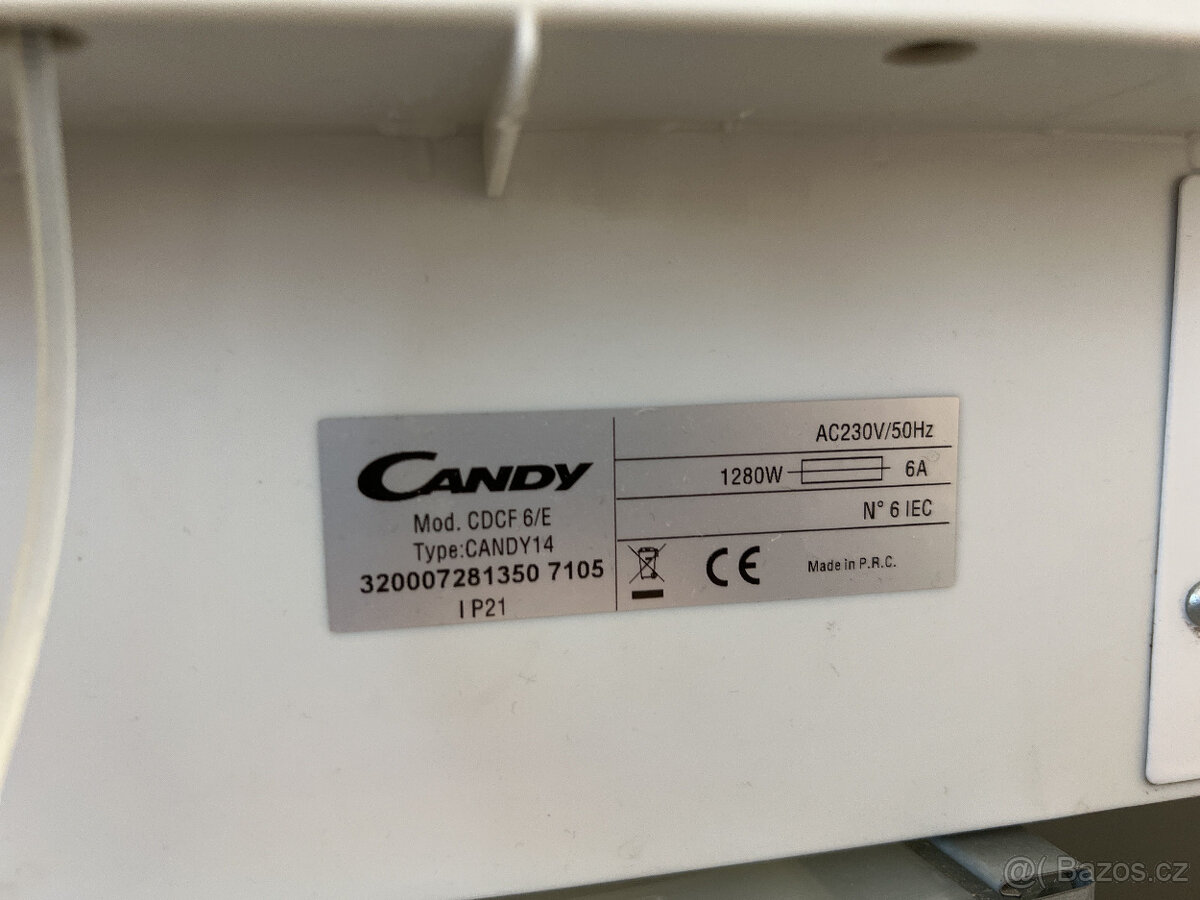 CANDY
Mod. CDCF 6/E
Type:CANDY14
320007281350 7105
IP21
AC230V/50Hz
1280W 6A
N° 6 IEC
CE
Made in P.R.C.
@( Bazos.cz